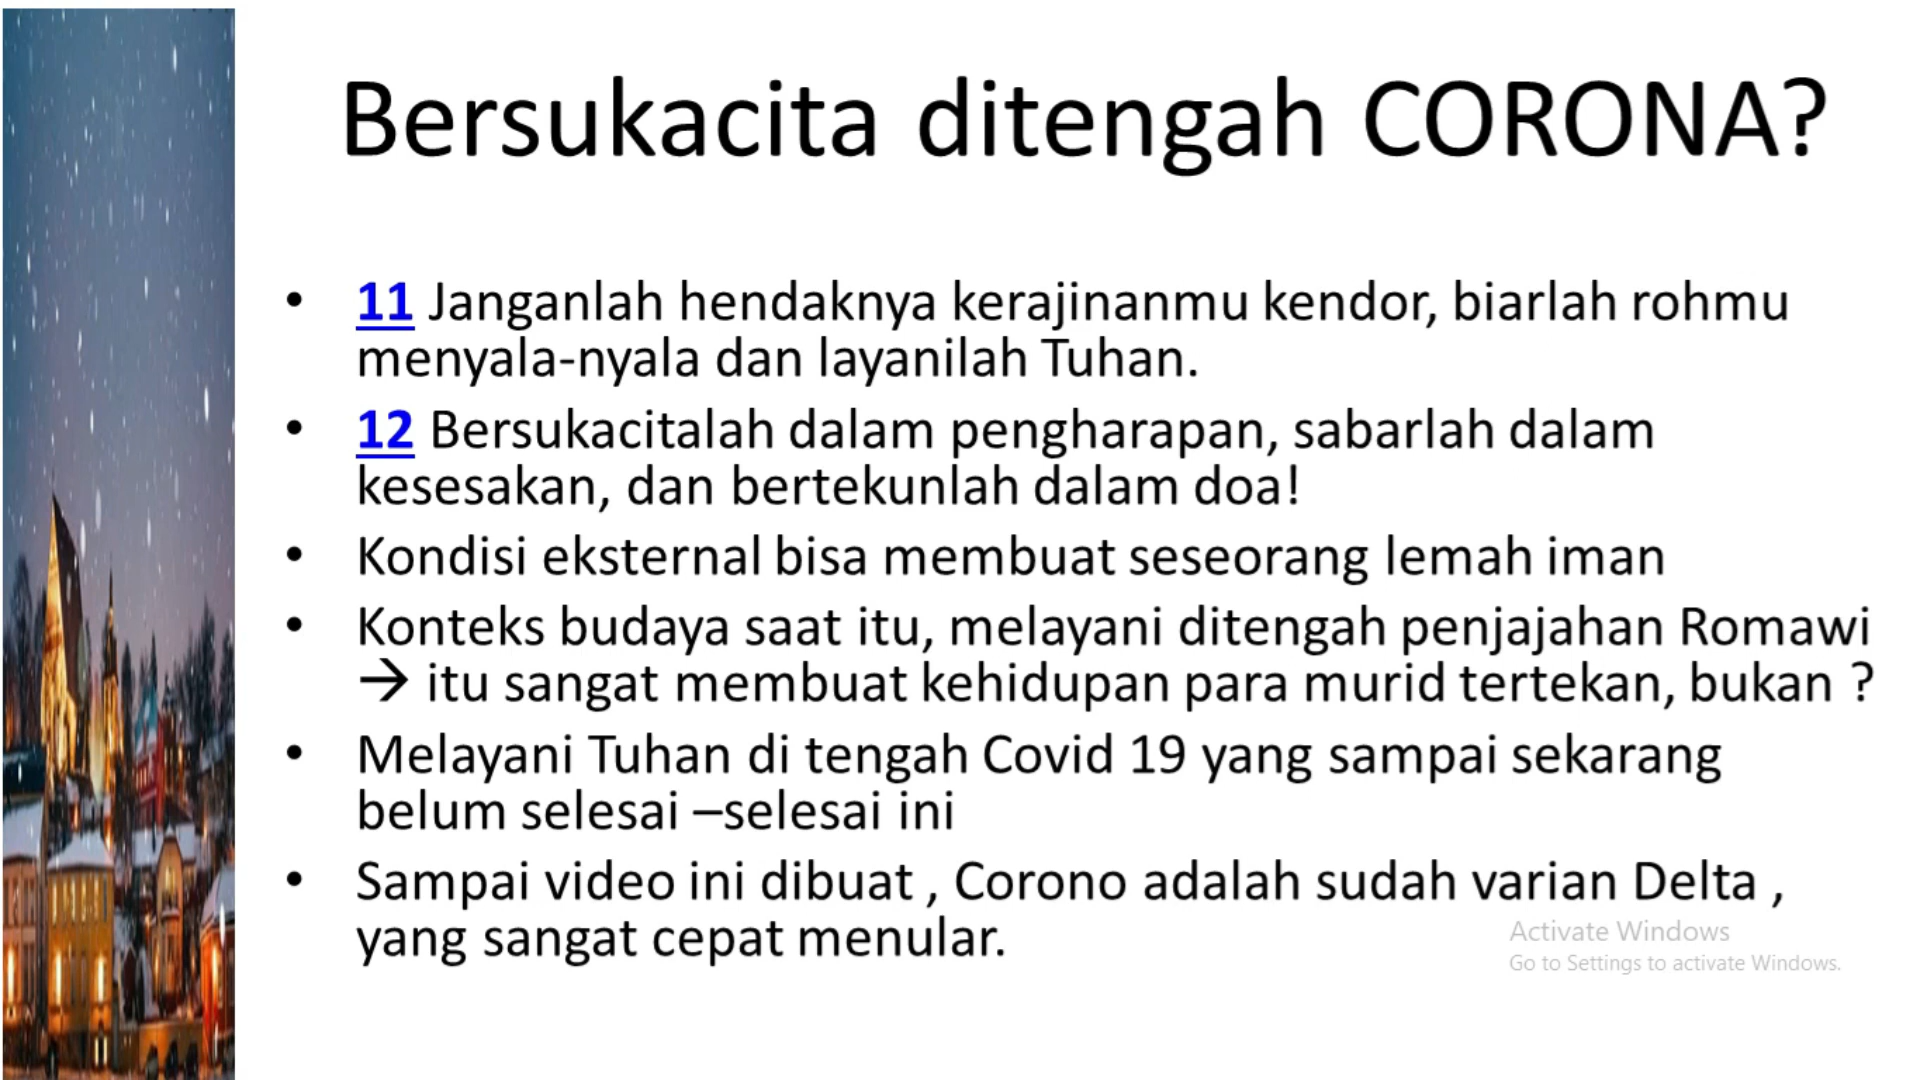 Bersukacita ditengah CORONA?
• 11 Janganlah hendaknya kerajinanmu kendor, biarlah rohmu
menyala-nyala dan layanilah Tuhan.
• 12 Bersukacitalah dalam pengharapan, sabarlah dalam
kesesakan, dan bertekunlah dalam doa!
• Kondisi eksternal bisa membuat seseorang lemah iman
• Konteks budaya saat itu, melayani ditengah penjajahan Romawi
→ itu sangat membuat kehidupan para murid tertekan, bukan ?
• Melayani Tuhan di tengah Covid 19 yang sampai sekarang
belum selesai –selesai ini
• Sampai video ini dibuat , Corono adalah sudah varian Delta ,
yang sangat cepat menular.
Activate Windows
Go to Settings to activate Windows.